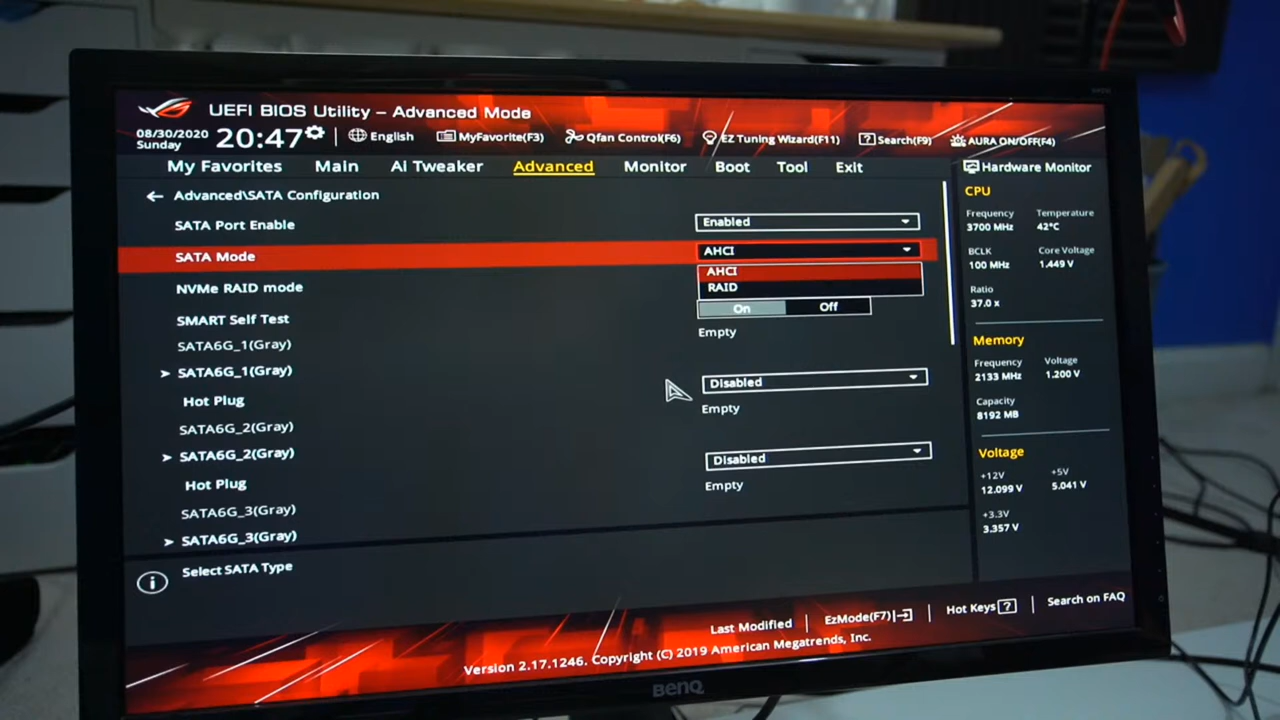 UEFI BIOS Utility – Advanced Mode
08/30/2020
Sunday
20:47
English
MyFavorite(F3)
Qfan Control(F6)
EZ Tuning Wizard(F11)
Search(F9)
AURA ON/OFF(F4)
My Favorites
Main
Ai Tweaker
Advanced
Monitor
Boot
Tool
Exit
Advanced\SATA Configuration
SATA Port Enable
Enabled
SATA Mode
AHCI
AHCI
RAID
NVMe RAID mode
SMART Self Test
On
Off
SATA6G_1(Gray)
Empty
SATA6G_1(Gray)
Hot Plug
Disabled
SATA6G_2(Gray)
Empty
SATA6G_2(Gray)
Hot Plug
Disabled
SATA6G_3(Gray)
Empty
SATA6G_3(Gray)
Select SATA Type
Hardware Monitor
CPU
Frequency
Temperature
3700 MHz
42°C
BCLK
Core Voltage
100 MHz
1.449 V
Ratio
37.0 x
Memory
Frequency
Voltage
2133 MHz
1.200 V
Capacity
8192 MB
Voltage
+12V
+5V
12.099 V
5.041 V
+3.3V
3.357 V
Last Modified
EzMode(F7)
Hot Keys ?
Search on FAQ
Version 2.17.1246. Copyright (C) 2019 American Megatrends, Inc.
BenQ